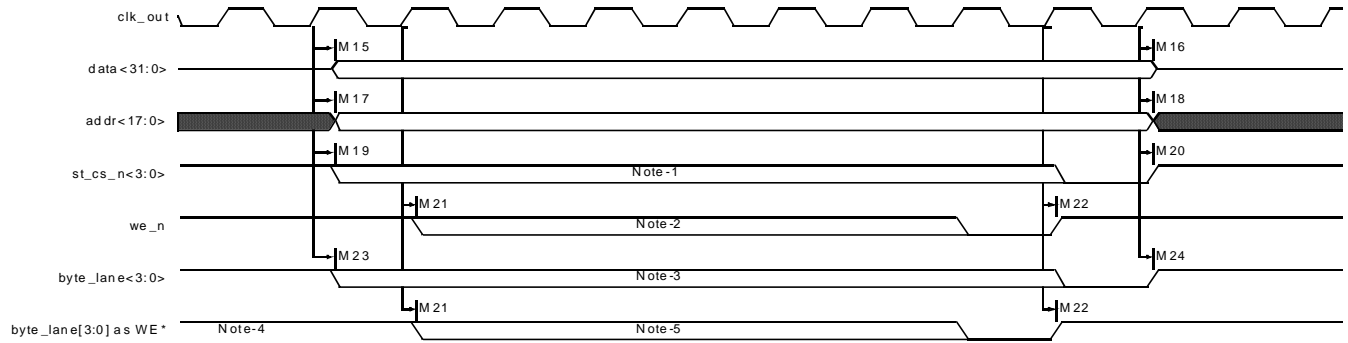 clk_out
M15 M16
data<31:0>
M17 M18
addr<17:0>
M19 M20
st_cs_n<3:0> Note-1
M21 M22
we_n Note-2
M23 M24
byte_lane<3:0> Note-3
M21 M22
byte_lane[3:0] as WE* Note-4 Note-5